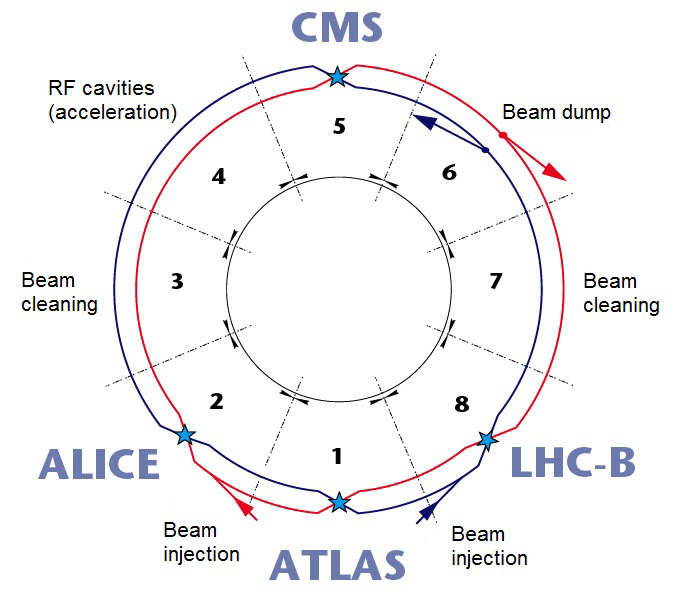 CMS
RF cavities
(acceleration)
Beam dump
5
4
6
3
7
Beam
cleaning
Beam
cleaning
2
8
1
ALICE
LHC-B
Beam
injection
Beam
injection
ATLAS